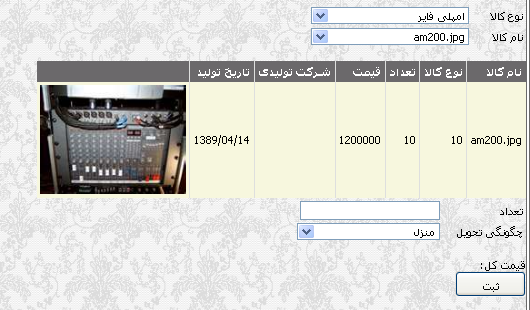 نوع کالا امپلی فایر
نام کالا am200.jpg
نام کالا نوع کالا تعداد قیمت شرکت تولیدی تاریخ تولید
am200.jpg 10 10 1200000 1389/04/14
تعداد
چگونگی تحویل منزل
قیمت کل:
ثبت